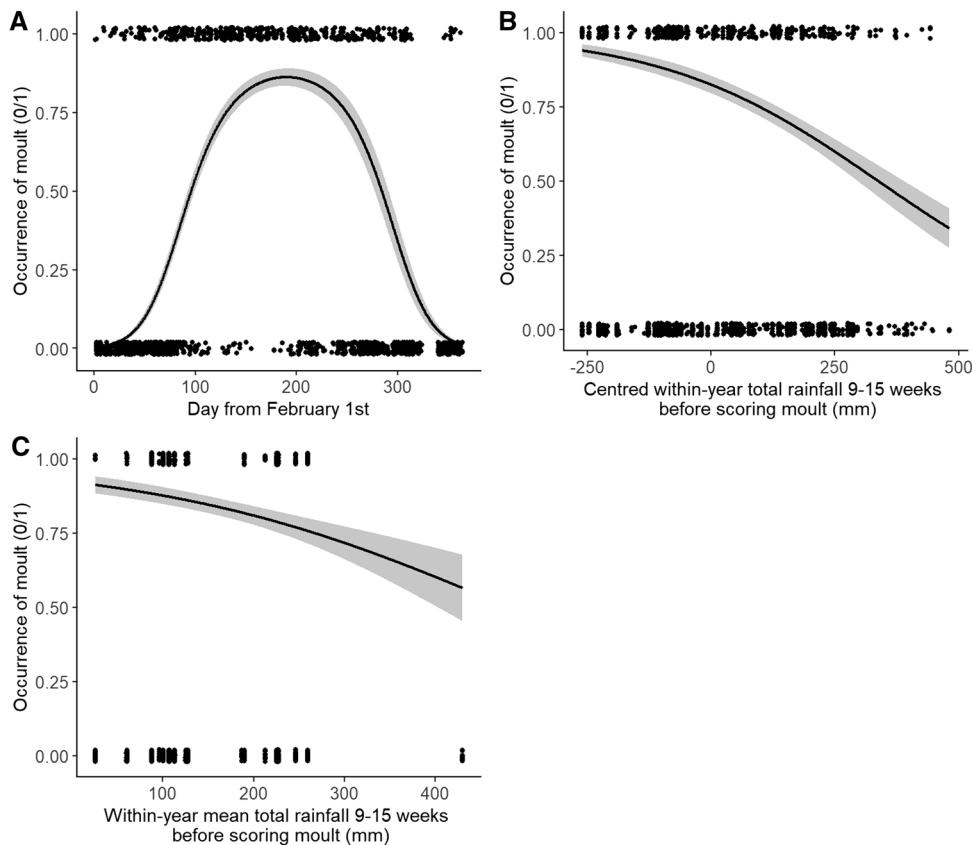 A
Occurrence of moult (0/1)
1.00
0.75
0.50
0.25
0.00
0 100 200 300
Day from February 1st
B
Occurrence of moult (0/1)
1.00
0.75
0.50
0.25
0.00
-250 0 250 500
Centred within-year total rainfall 9-15 weeks
before scoring moult (mm)
C
Occurrence of moult (0/1)
1.00
0.75
0.50
0.25
0.00
100 200 300 400
Within-year mean total rainfall 9-15 weeks
before scoring moult (mm)